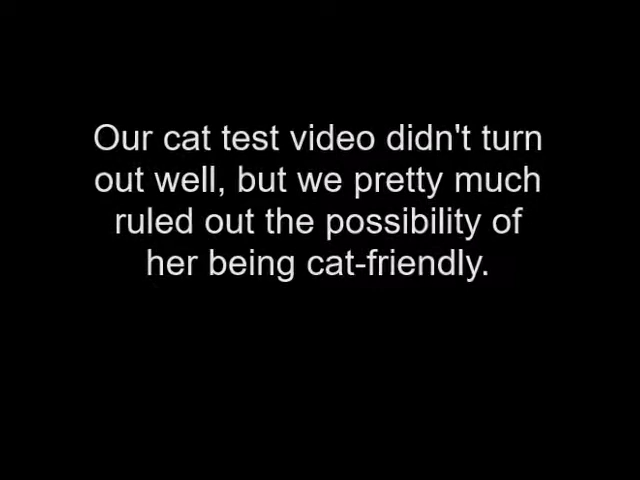 Our cat test video didn't turn
out well, but we pretty much
ruled out the possibility of
her being cat-friendly.